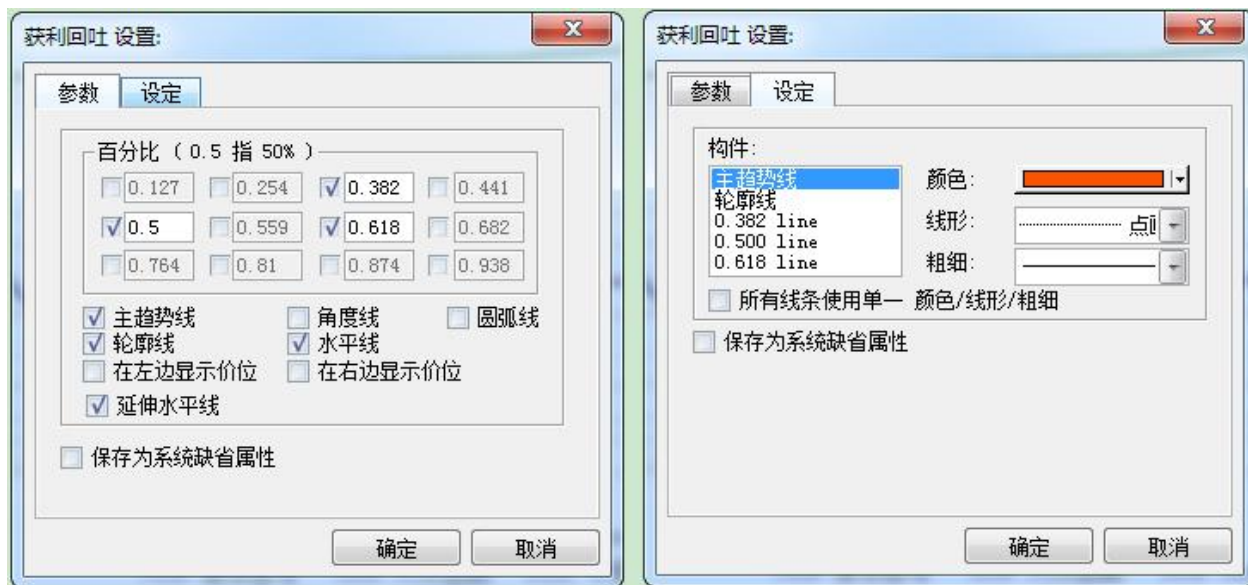 获利回吐 设置:
参数 设定
百分比 ( 0.5 指 50% )
0.127 0.254 0.382 0.441
0.5 0.559 0.618 0.682
0.764 0.81 0.874 0.938
主趋势线 角度线 圆弧线
轮廓线 水平线
在左边显示价位 在右边显示价位
延伸水平线
保存为系统缺省属性
确定 取消
获利回吐 设置:
参数 设定
构件:
主趋势线
轮廓线
0.382 line
0.500 line
0.618 line
颜色:
线形: 点
粗细:
所有线条使用单一 颜色/线形/粗细
保存为系统缺省属性
确定 取消